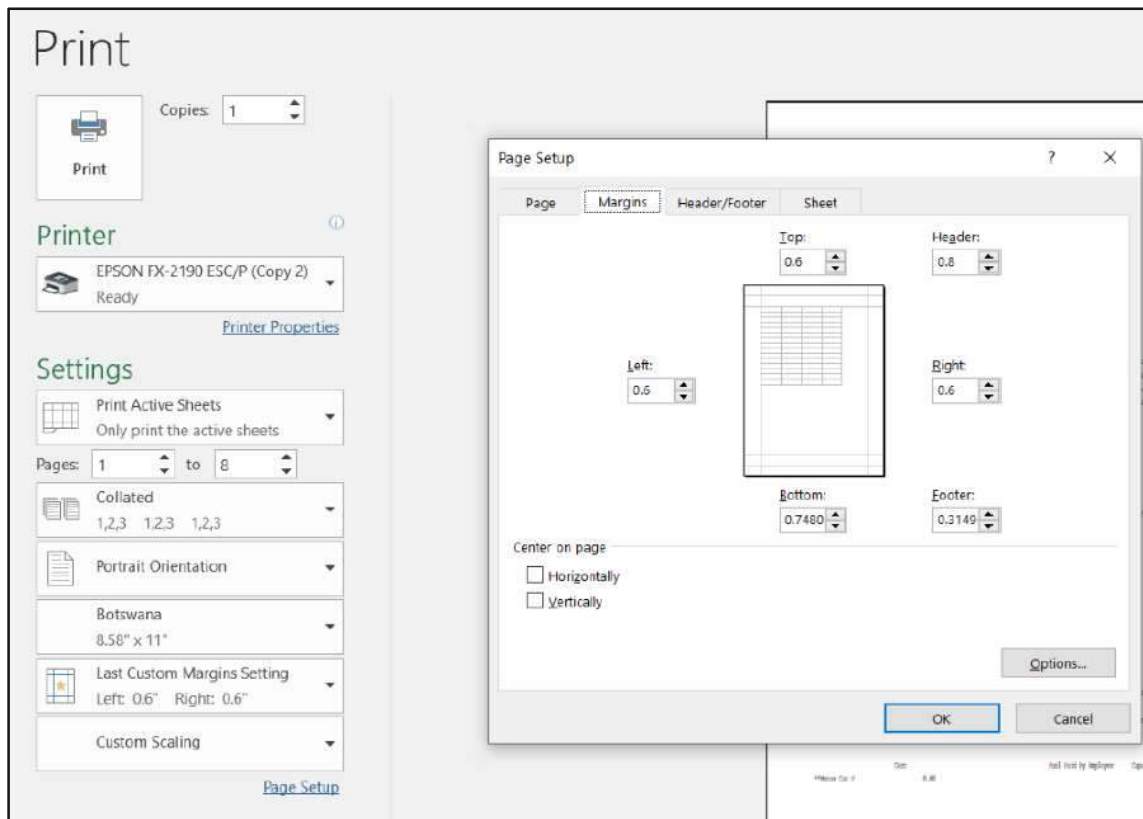 Print
Copies: 1
Print
Printer
EPSON FX-2190 ESC/P (Copy 2)
Ready
Printer Properties
Settings
Print Active Sheets
Only print the active sheets
Pages: 1 to 8
Collated
1,2,3 1,2,3 1,2,3
Portrait Orientation
Botswana
8.58" x 11"
Last Custom Margins Setting
Left: 0.6" Right: 0.6"
Custom Scaling
Page Setup
Page Setup ?
Page Margins Header/Footer Sheet
Top: Header:
0.6 0.8
Left: Right:
0.6 0.6
Bottom: Footer:
0.7480 0.3149
Center on page
Horizontally
Vertically
Options...
OK Cancel